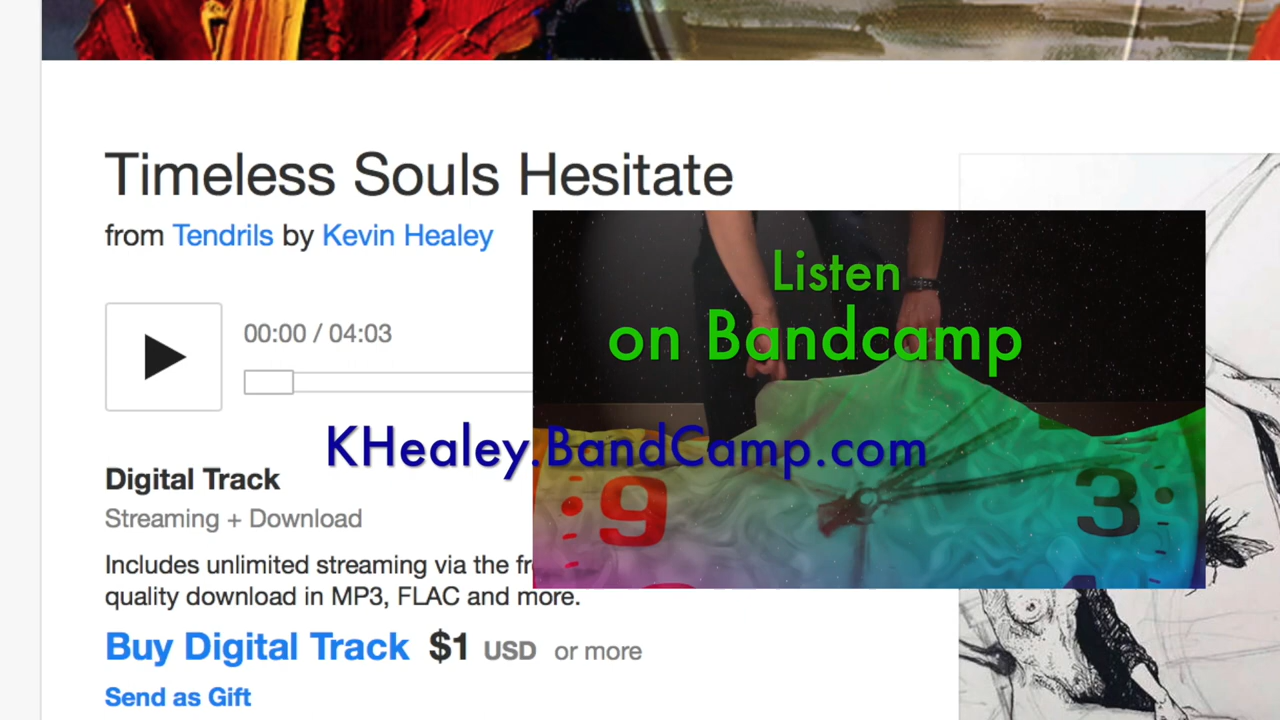 Timeless Souls Hesitate
from Tendrils by Kevin Healey
Listen
on Bandcamp
00:00 / 04:03
KHealey.BandCamp.com
9
3
Digital Track
Streaming + Download
Includes unlimited streaming via the
quality download in MP3, FLAC and more.
Buy Digital Track $1 USD or more
Send as Gift